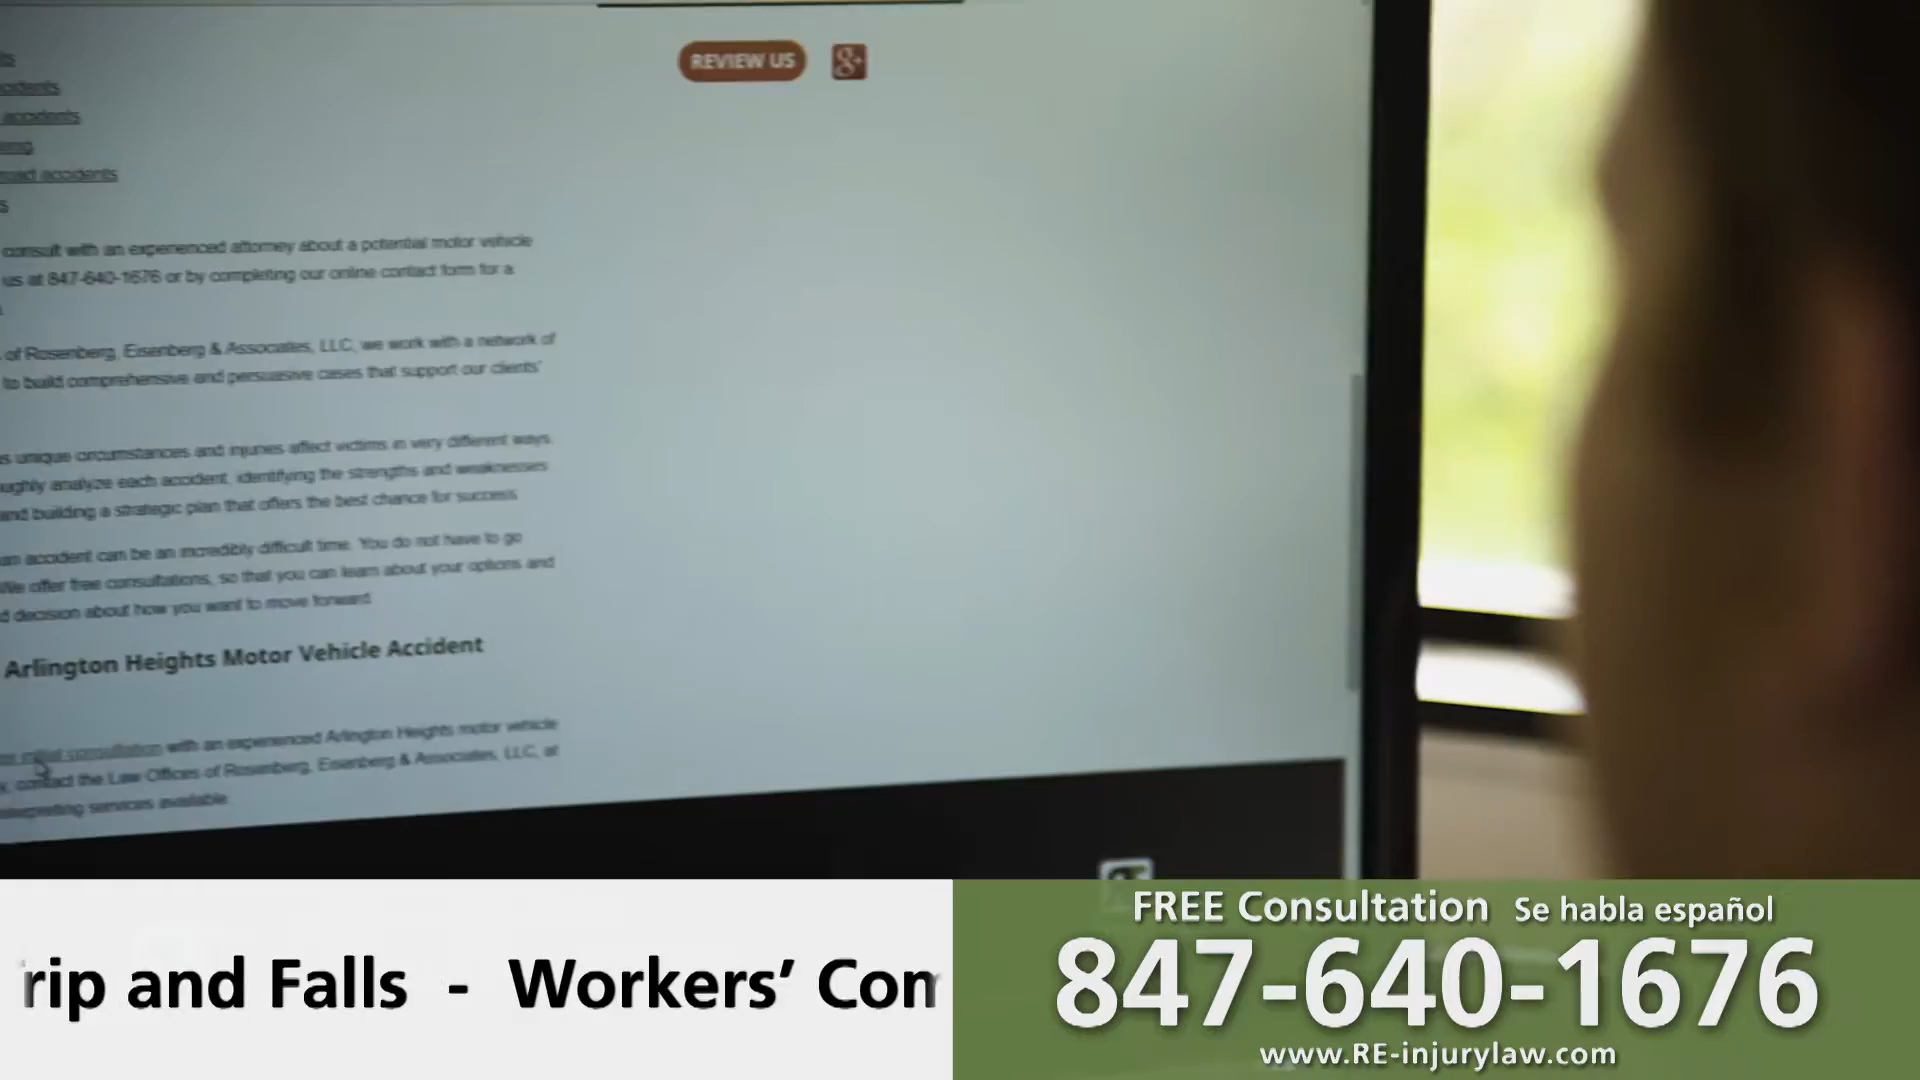 REVIEW US
g+
accidents
road accidents
consult with an experienced attorney about a potential motor vehicle
us at 847-640-1676 or by completing our online contact form for a
of Rosenberg, Eisenberg & Associates, LLC, we work with a network of
to build comprehensive and persuasive cases that support our clients'
unique circumstances and injuries affect victims in very different ways.
analyze each accident, identifying the strengths and weaknesses
and building a strategic plan that offers the best chance for success.
accident can be an incredibly difficult time. You do not have to go
We offer free consultations, so that you can learn about your options and
decision about how you want to move forward.
Arlington Heights Motor Vehicle Accident
initial consultation with an experienced Arlington Heights motor vehicle
contact the Law Offices of Rosenberg, Eisenberg & Associates, LLC, at
services available.
rip and Falls - Workers' Com
FREE Consultation Se habla español
847-640-1676
www.RE-injurylaw.com